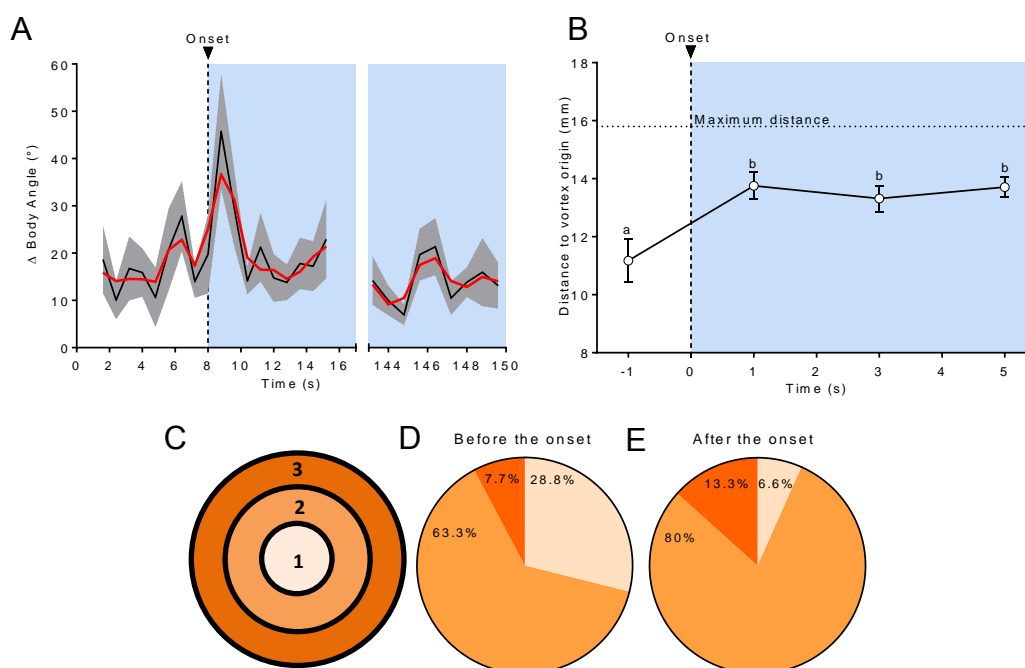 A
Onset
Δ Body Angle (°)
60
50
40
30
20
10
0
0 2 4 6 8 10 12 14 16 144 146 148 150
Time (s)
B
Onset
Distance to vortex origin (mm)
18
16
14
12
10
8
Maximum distance
a
b
b
b
-1 0 1 2 3 4 5
Time (s)
C
3
2
1
D
Before the onset
7.7% 28.8%
63.3%
E
After the onset
13.3% 6.6%
80%